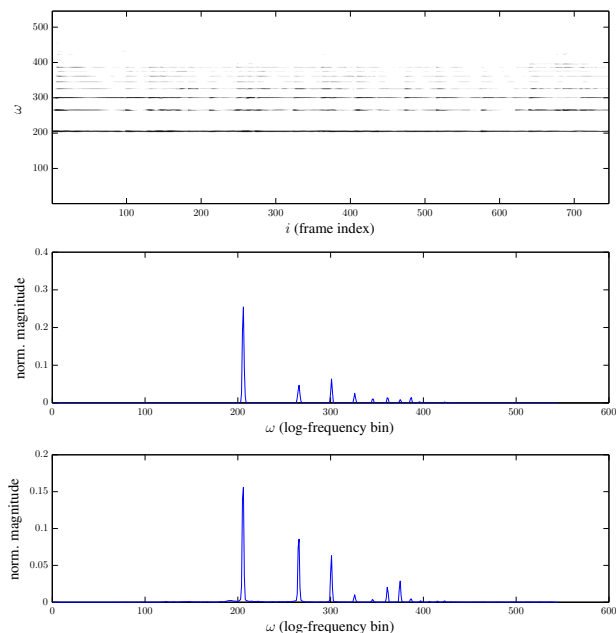 500
400
300
200
100
ω
100 200 300 400 500 600 700
i (frame index)
0.4
0.3
0.2
0.1
0
norm. magnitude
0 100 200 300 400 500 600
ω (log-frequency bin)
0.2
0.15
0.1
0.05
0
norm. magnitude
0 100 200 300 400 500 600
ω (log-frequency bin)